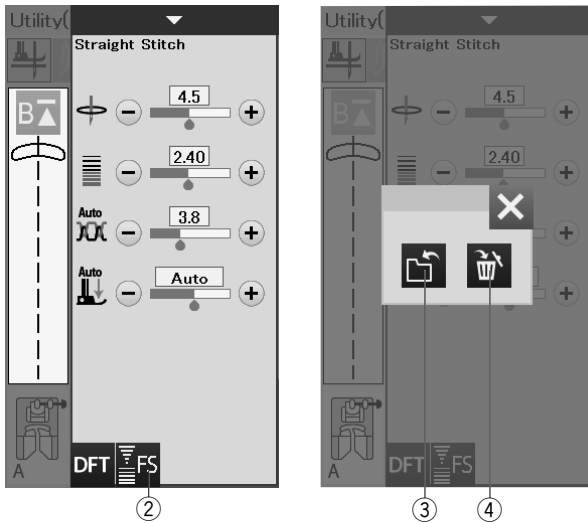 Utility(
Straight Stitch
B
4.5
2.40
Auto
3.8
Auto
Auto
A
DFT
FS
②
Utility(
Straight Stitch
B
4.5
2.40
A
DFT
FS
③
④